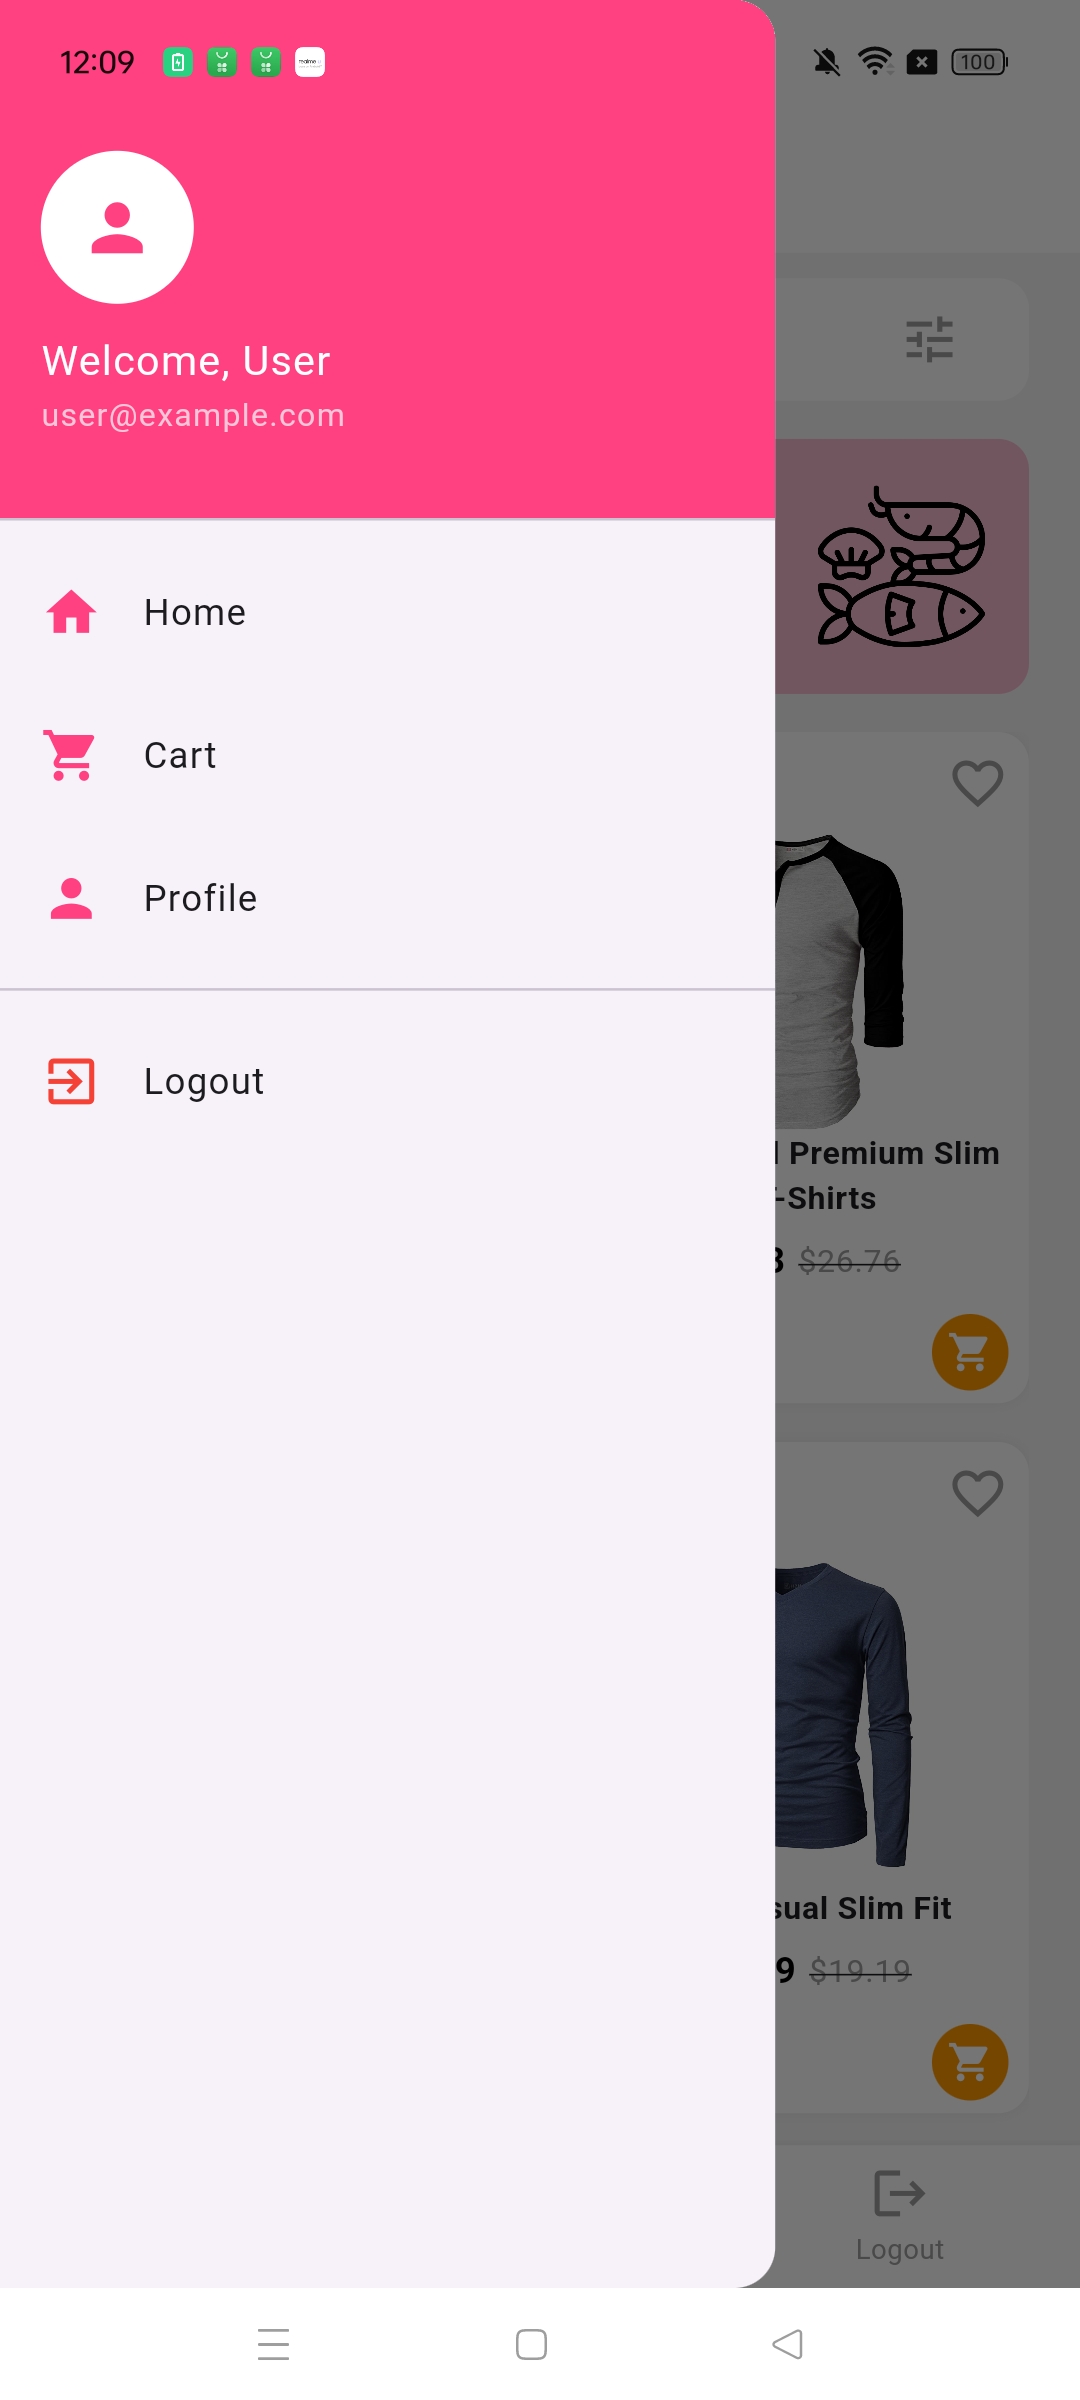 12:09
100
Welcome, User
user@example.com
Home
Cart
Profile
Logout
Premium Slim
-Shirts
$26.76
sual Slim Fit
9 $19.19
Logout